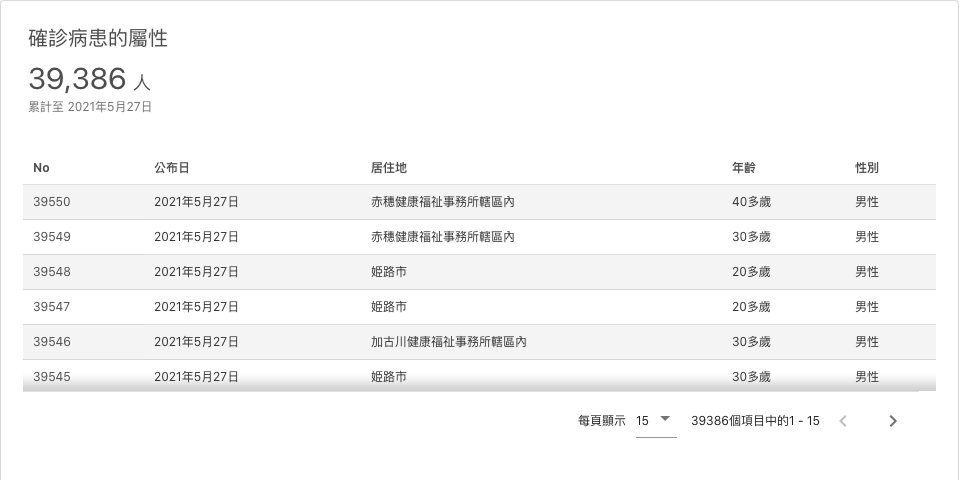 確診病患的屬性
39,386 人
累計至 2021年5月27日
No 公布日 居住地 年齡 性別
39550 2021年5月27日 赤穗健康福祉事務所轄區內 40多歲 男性
39549 2021年5月27日 赤穗健康福祉事務所轄區內 30多歲 男性
39548 2021年5月27日 姫路市 20多歲 男性
39547 2021年5月27日 姫路市 20多歲 男性
39546 2021年5月27日 加古川健康福祉事務所轄區內 30多歲 男性
39545 2021年5月27日 姫路市 30多歲 男性
每頁顯示 15 39386個項目中的1 - 15